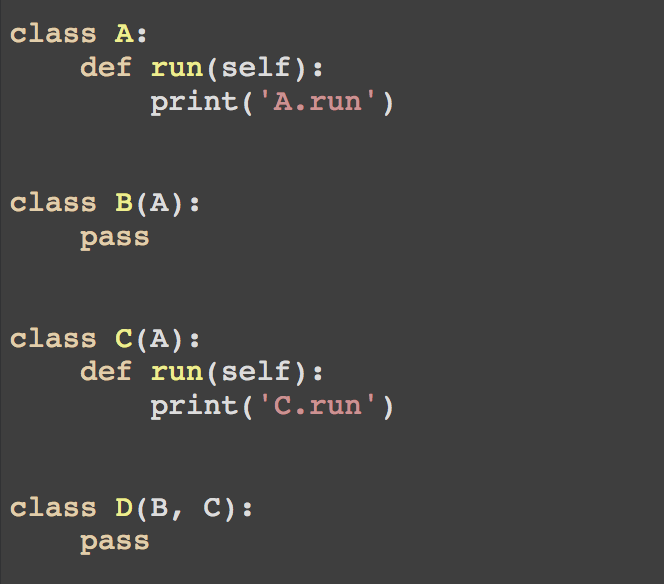 class A:
    def run(self):
        print('A.run')
class B(A):
    pass
class C(A):
    def run(self):
        print('C.run')
class D(B, C):
    pass